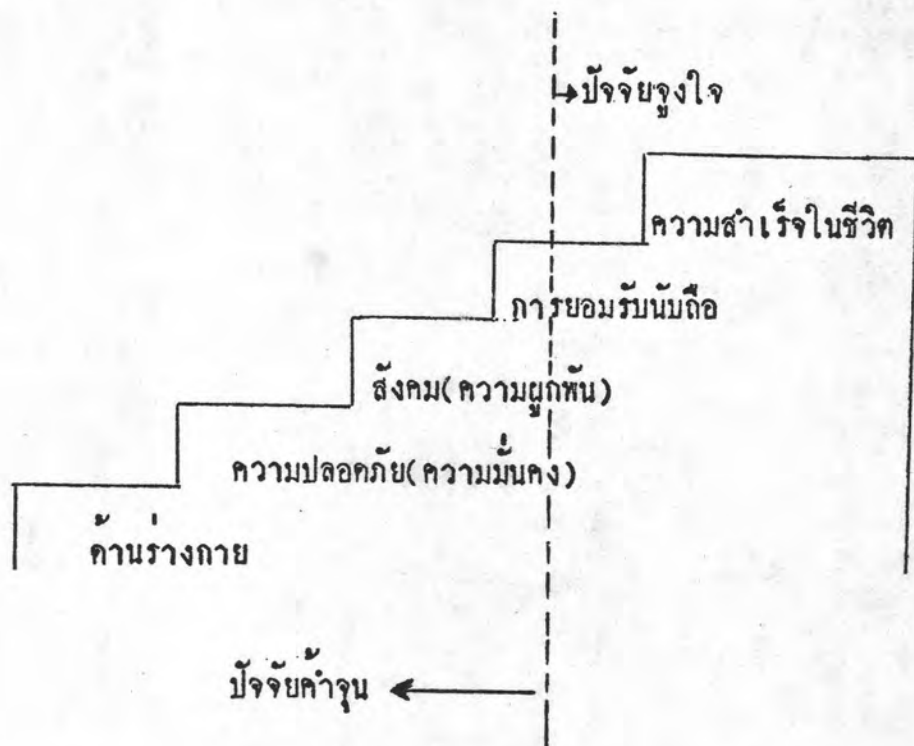 ปัจจัยจูงใจ
ความสำเร็จในชีวิต
การยอมรับนับถือ
สังคม(ความผูกพัน)
ความปลอดภัย(ความมั่นคง)
ด้านร่างกาย
ปัจจัยค้ำจุน